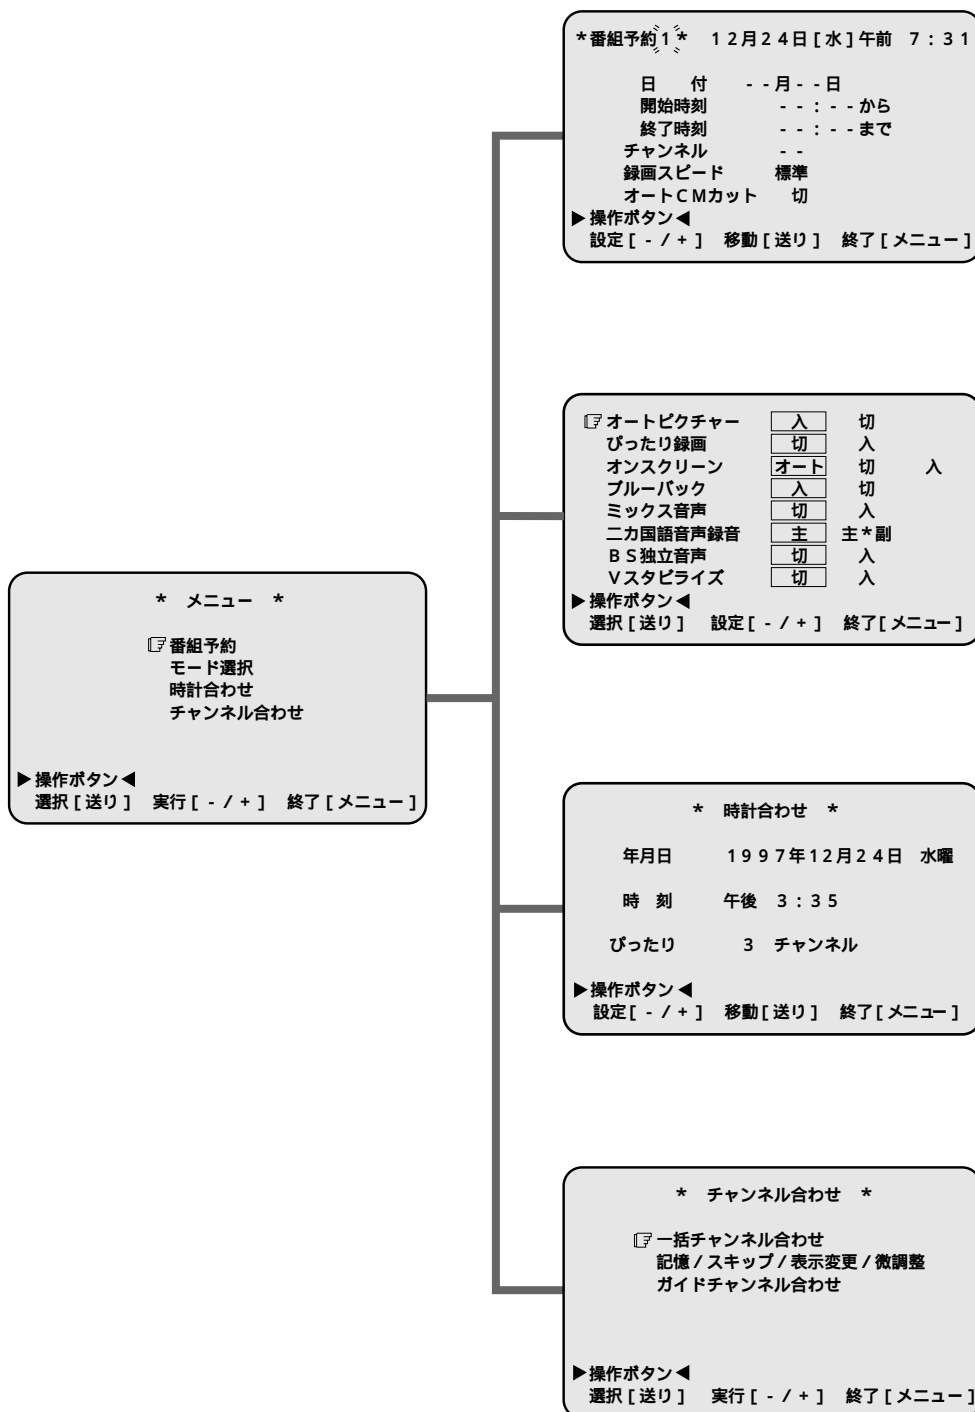 *番組予約1* 12月24日[水]午前 7:31
日 付 --月--日
開始時刻 --:--から
終了時刻 --:--まで
チャンネル --
録画スピード 標準
オートCMカット 切
▶操作ボタン◀
設定[-/+] 移動[送り] 終了[メニュー]
☞オートピクチャー 入 切
ぴったり録画 切 入
オンスクリーン オート 切 入
ブルーバック 入 切
ミックス音声 切 入
二カ国語音声録音 主 主*副
BS独立音声 切 入
Vスタビライズ 切 入
▶操作ボタン◀
選択[送り] 設定[-/+] 終了[メニュー]
* メニュー *
☞番組予約
モード選択
時計合わせ
チャンネル合わせ
▶操作ボタン◀
選択[送り] 実行[-/+] 終了[メニュー]
* 時計合わせ *
年月日 1997年12月24日 水曜
時 刻 午後 3:35
ぴったり 3 チャンネル
▶操作ボタン◀
設定[-/+] 移動[送り] 終了[メニュー]
* チャンネル合わせ *
☞一括チャンネル合わせ
記憶/スキップ/表示変更/微調整
ガイドチャンネル合わせ
▶操作ボタン◀
選択[送り] 実行[-/+] 終了[メニュー]